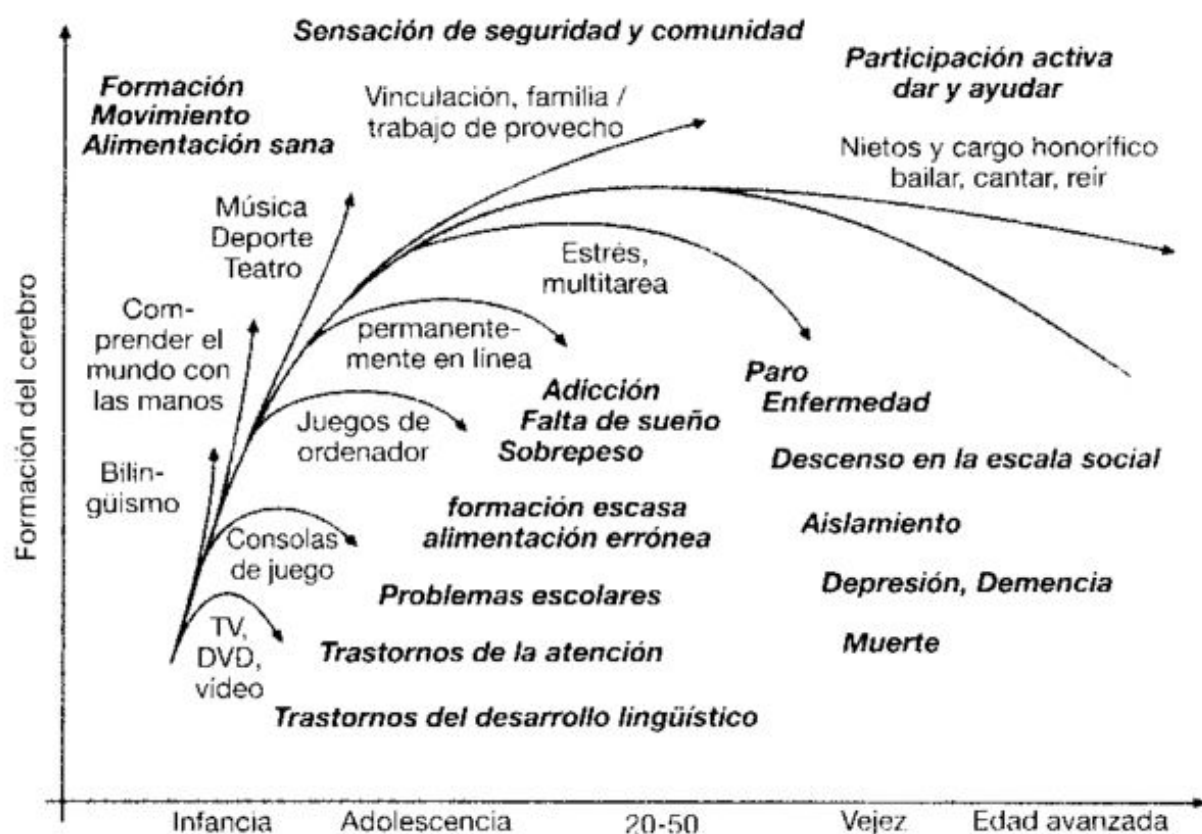 Sensación de seguridad y comunidad
Formación
Movimiento
Alimentación sana
Vinculación, familia /
trabajo de provecho
Participación activa
dar y ayudar
Nietos y cargo honorífico
bailar, cantar, reír
Música
Deporte
Teatro
Estrés,
multitarea
Com-
prender el
mundo con
las manos
permanente-
mente en línea
Adicción
Falta de sueño
Sobrepeso
Paro
Enfermedad
Juegos de
ordenador
Descenso en la escala social
Bilin-
güismo
formación escasa
alimentación errónea
Aislamiento
Consolas
de juego
Problemas escolares
Depresión, Demencia
TV,
DVD,
video
Trastornos de la atención
Muerte
Trastornos del desarrollo lingüístico
Formación del cerebro
Infancia Adolescencia 20-50 Vejez Edad avanzada